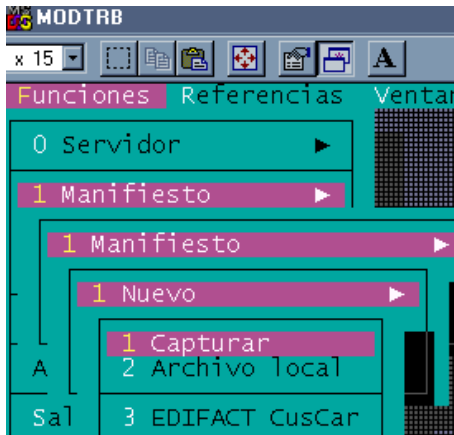 MODTRB
x 15
A
Funciones Referencias Venta
0 Servidor
1 Manifiesto
1 Manifiesto
1 Nuevo
1 Capturar
A 2 Archivo local
Sal 3 EDIFACT CusCar